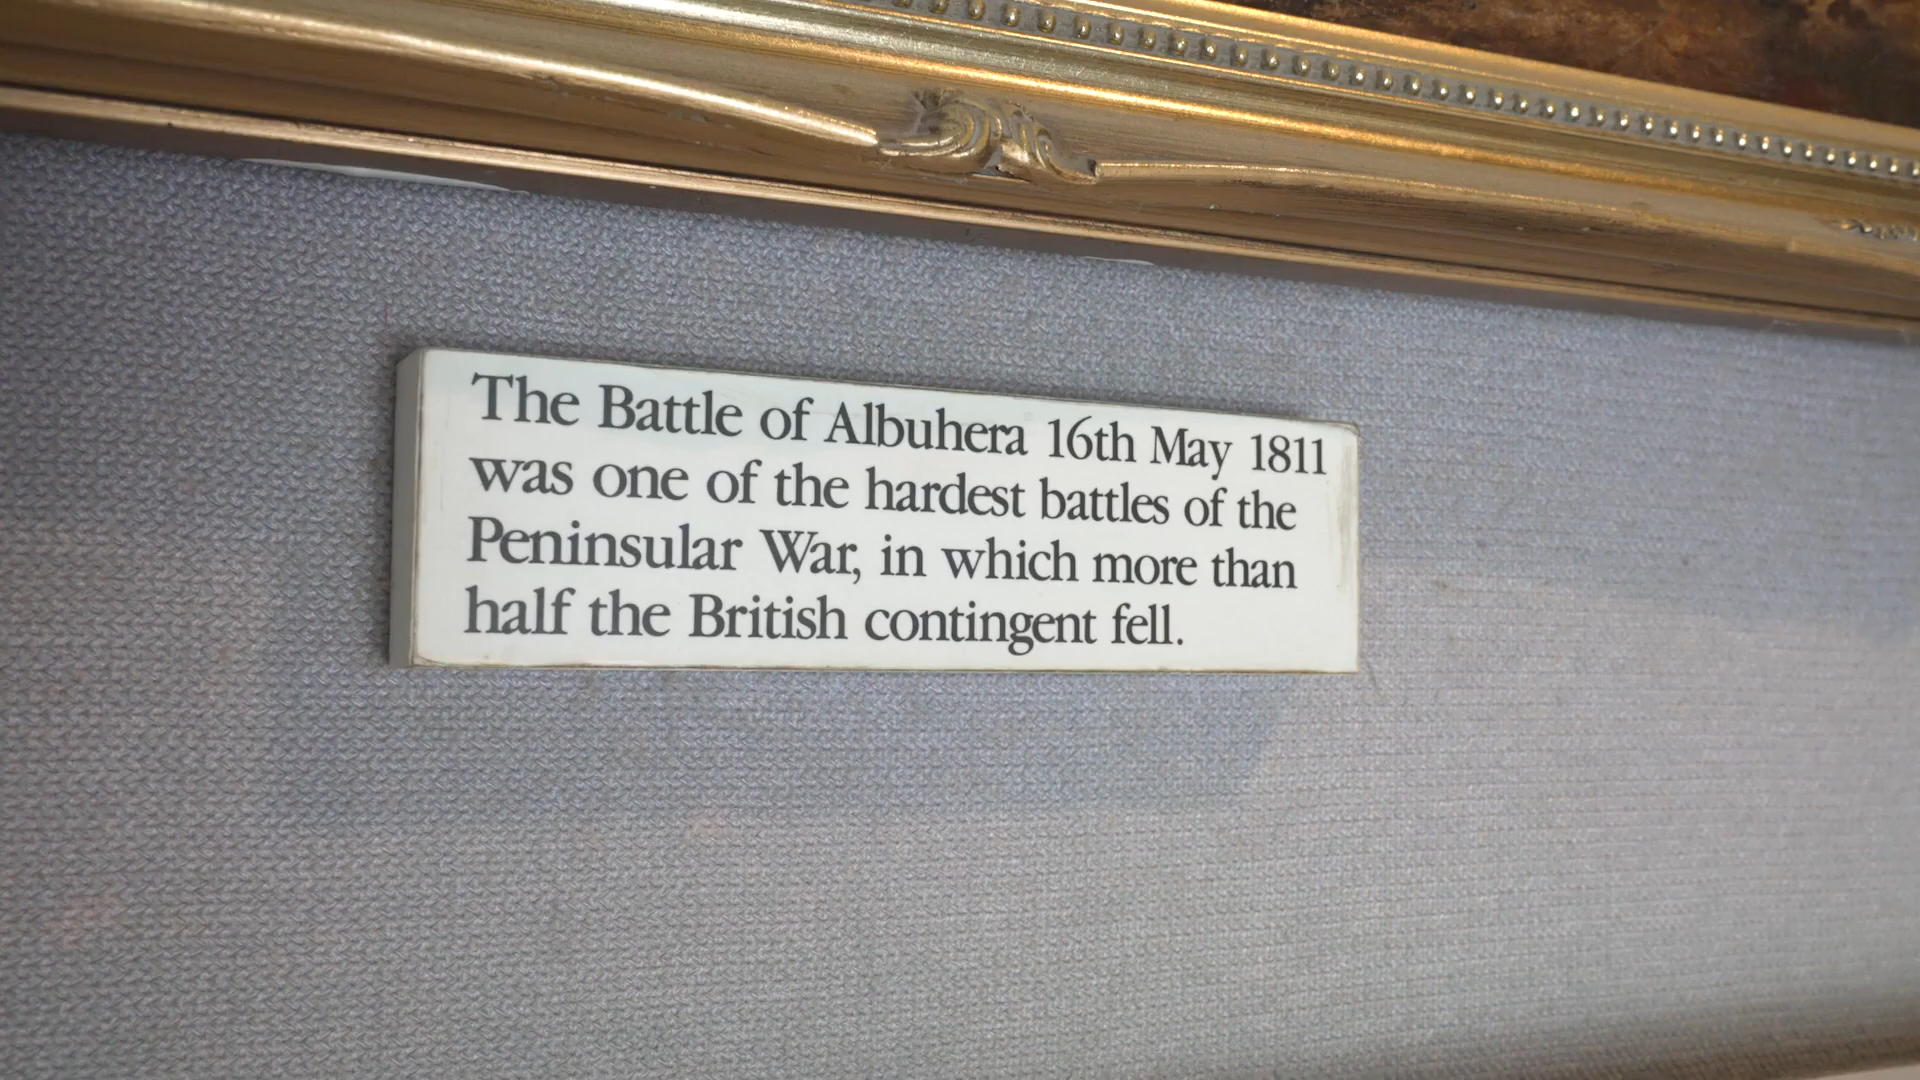 The Battle of Albuhera 16th May 1811
was one of the hardest battles of the
Peninsular War, in which more than
half the British contingent fell.